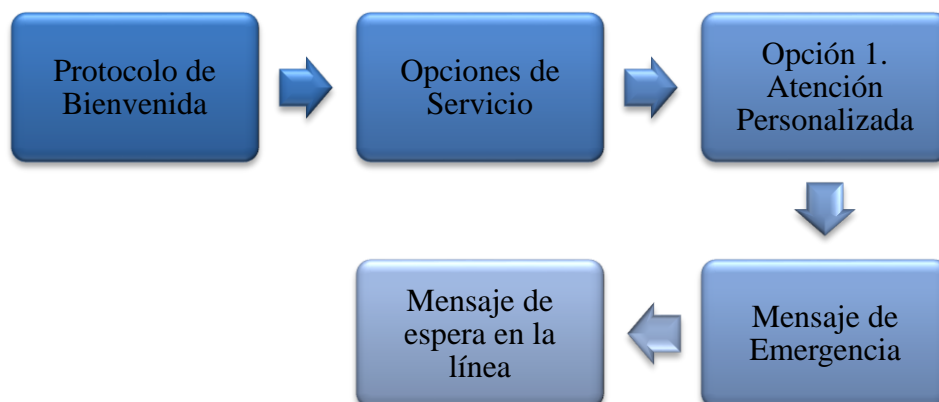 Protocolo de
Bienvenida
Opciones de
Servicio
Opción 1.
Atención
Personalizada
Mensaje de
Emergencia
Mensaje de
espera en la
línea